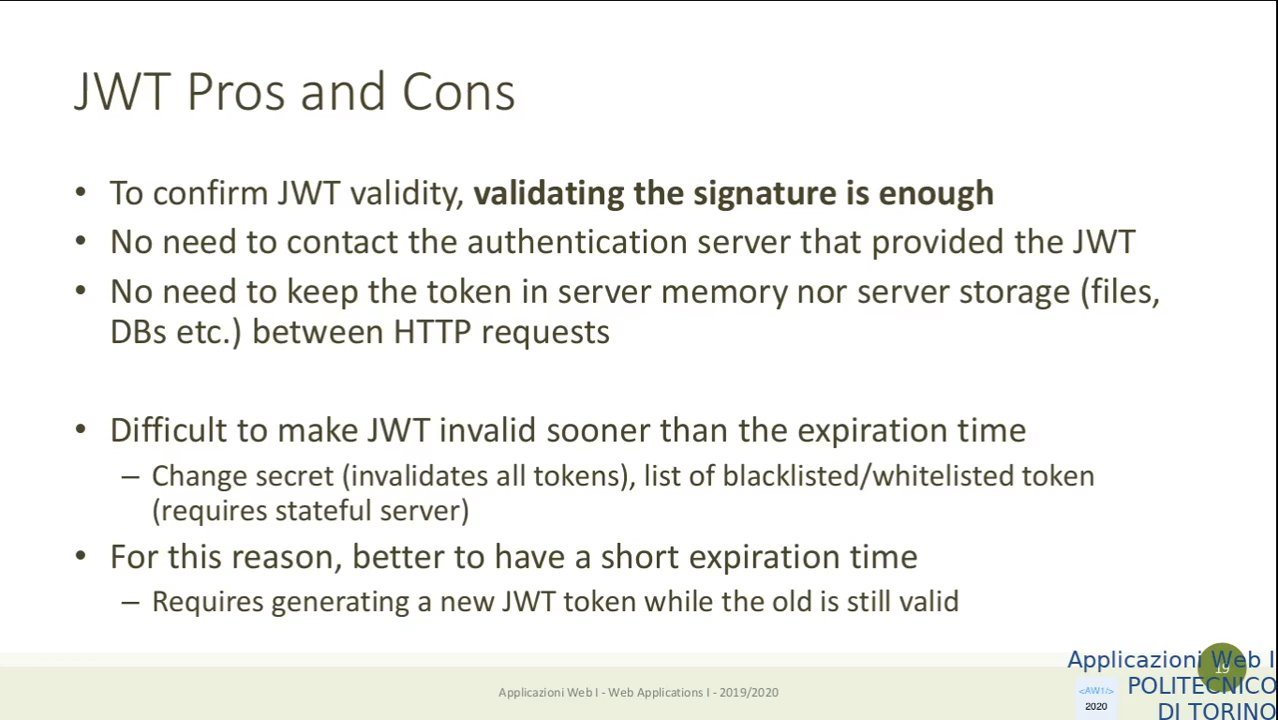 JWT Pros and Cons
• To confirm JWT validity, validating the signature is enough
• No need to contact the authentication server that provided the JWT
• No need to keep the token in server memory nor server storage (files,
DBs etc.) between HTTP requests
• Difficult to make JWT invalid sooner than the expiration time
– Change secret (invalidates all tokens), list of blacklisted/whitelisted token
(requires stateful server)
• For this reason, better to have a short expiration time
– Requires generating a new JWT token while the old is still valid
Applicazioni Web I - Web Applications I - 2019/2020
19
Applicazioni Web I
POLITECNICO
DI TORINO
<AW1/>
2020